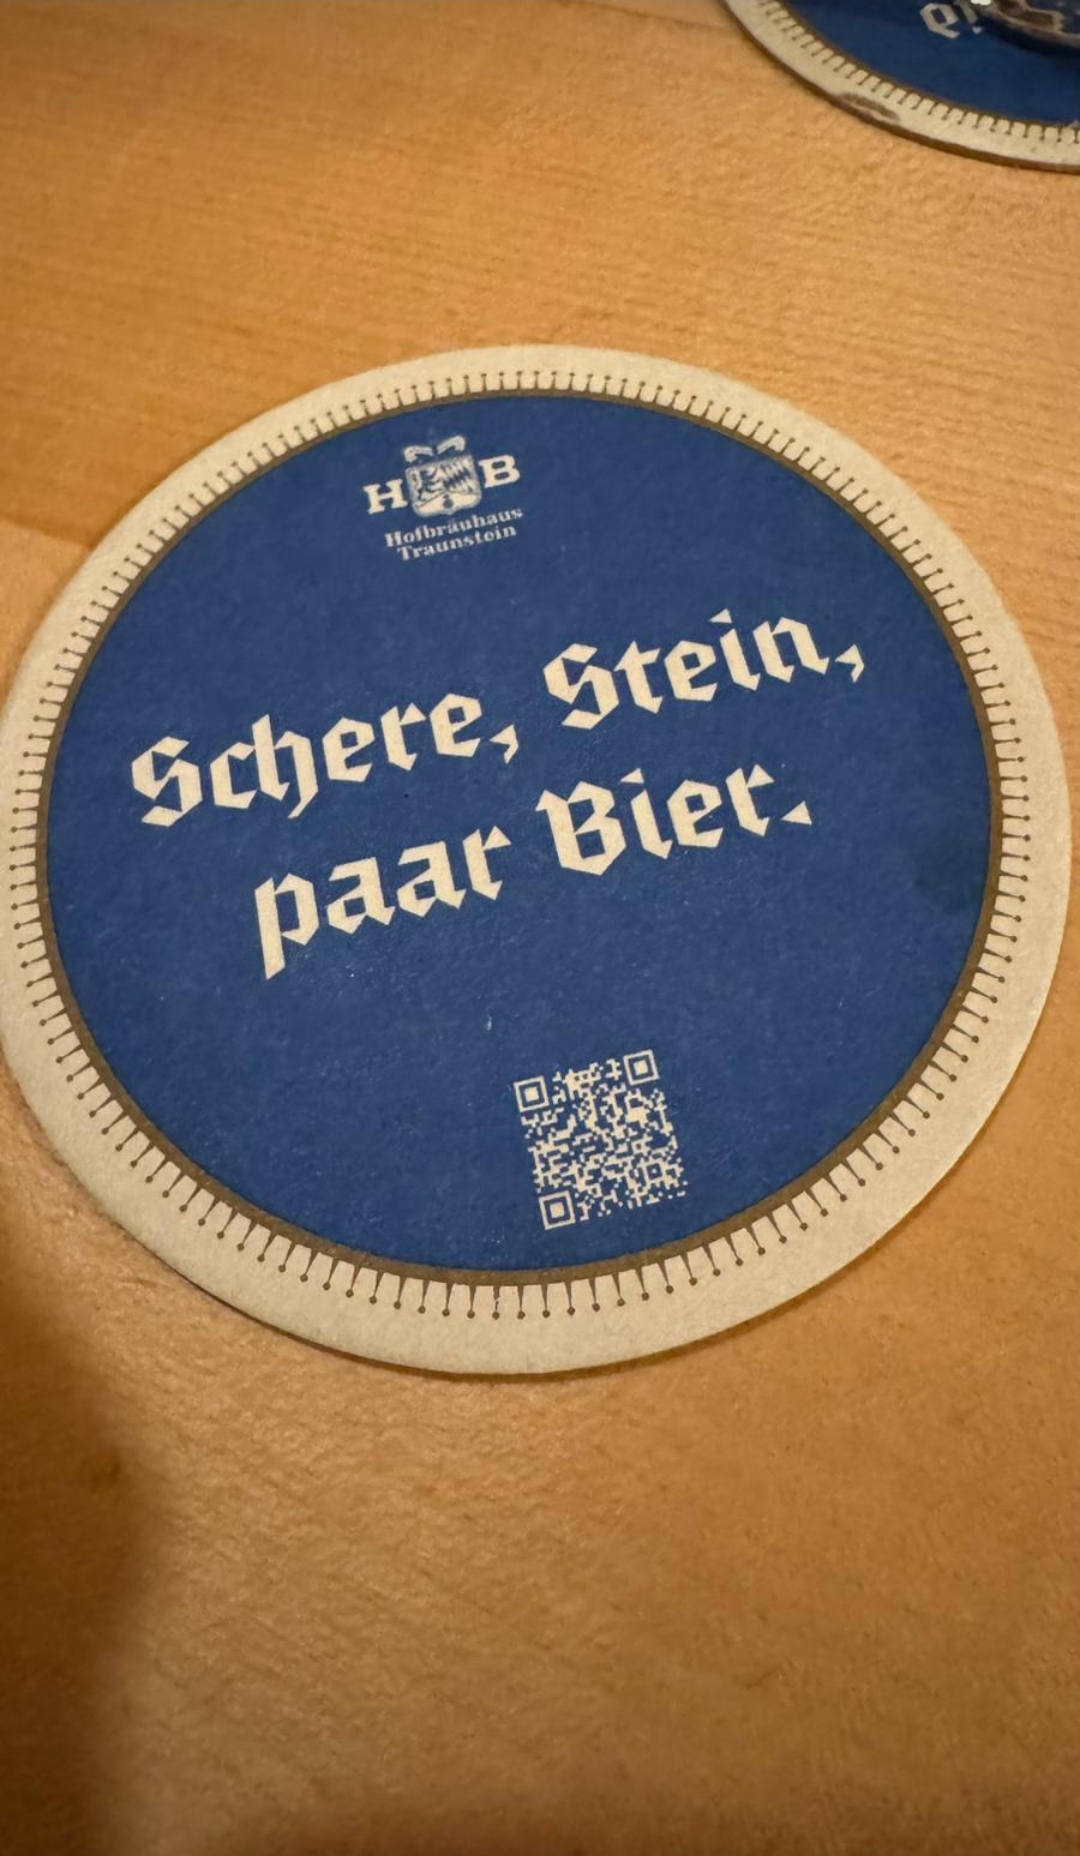 H B
Hofbräuhaus
Traunstein
Schere, Stein,
paar Bier.